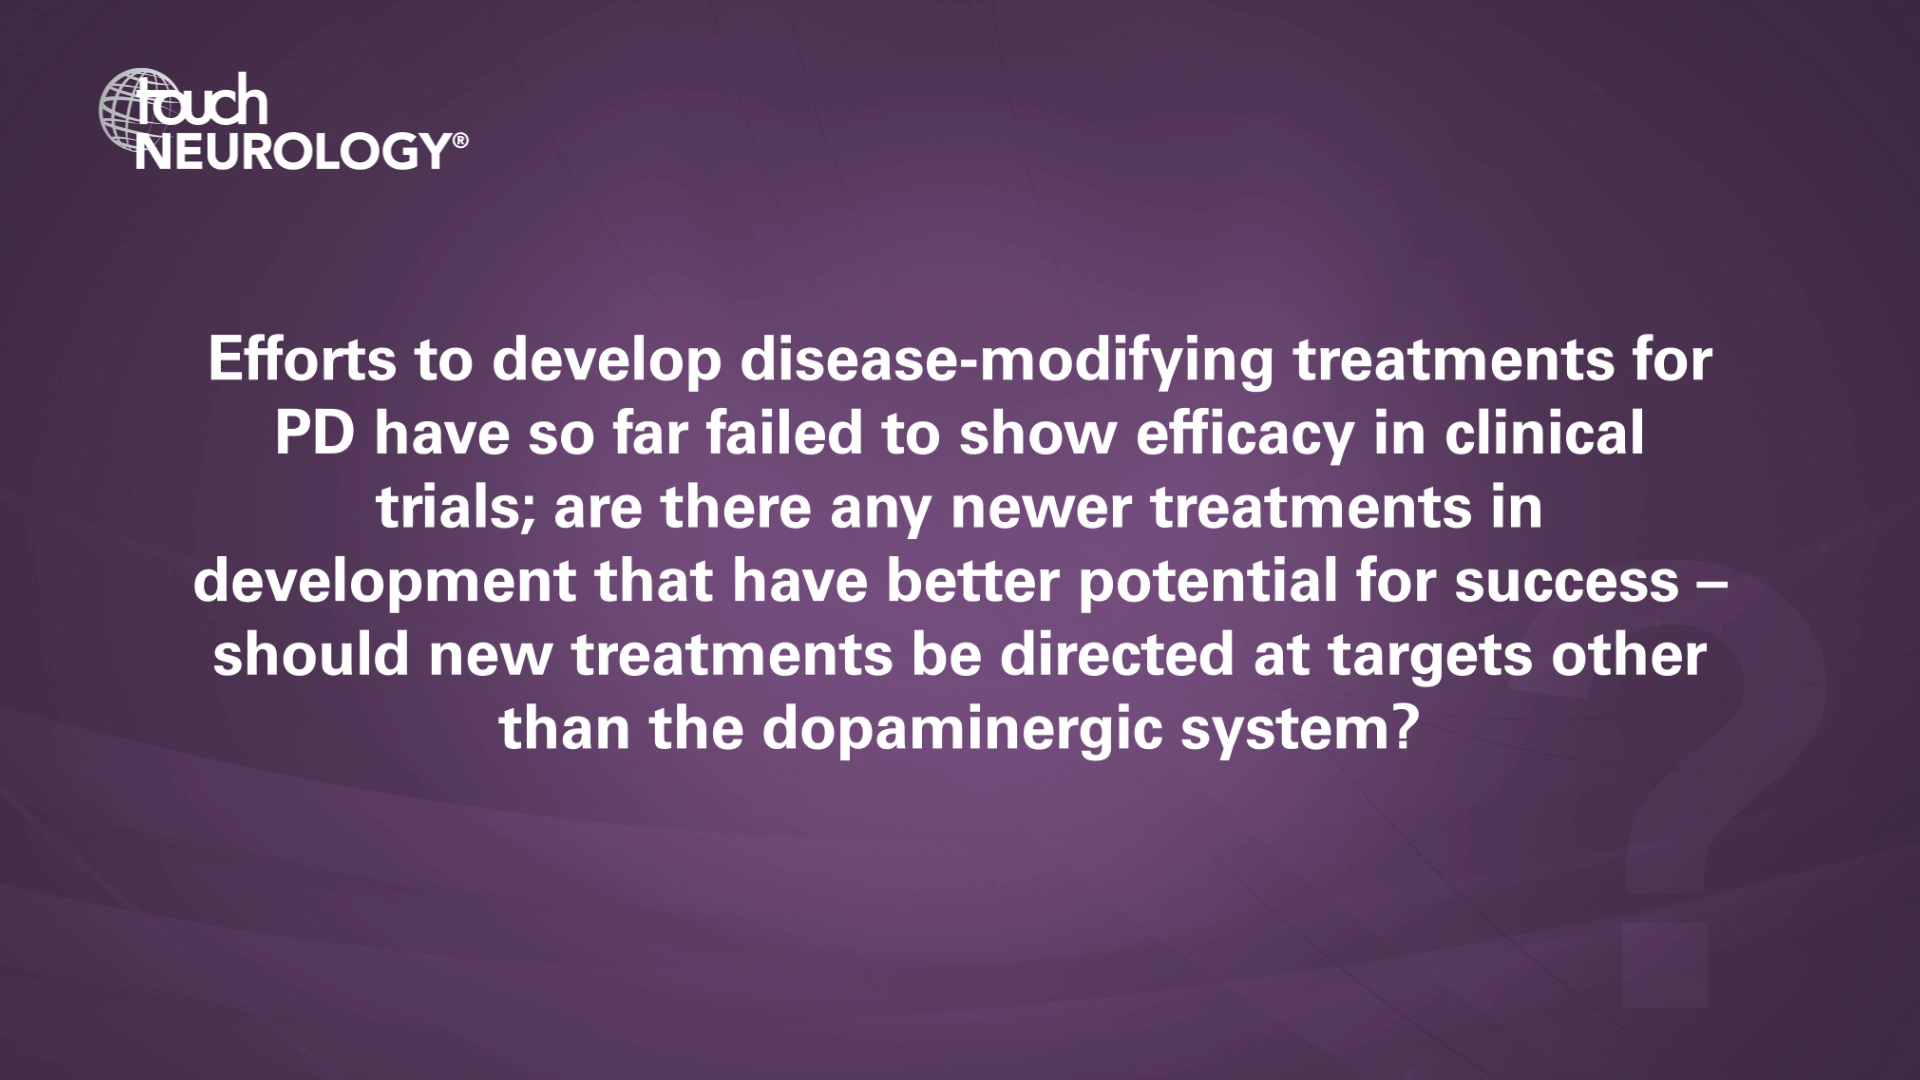 touch
NEUROLOGY®
Efforts to develop disease-modifying treatments for
PD have so far failed to show efficacy in clinical
trials; are there any newer treatments in
development that have better potential for success –
should new treatments be directed at targets other
than the dopaminergic system?
?